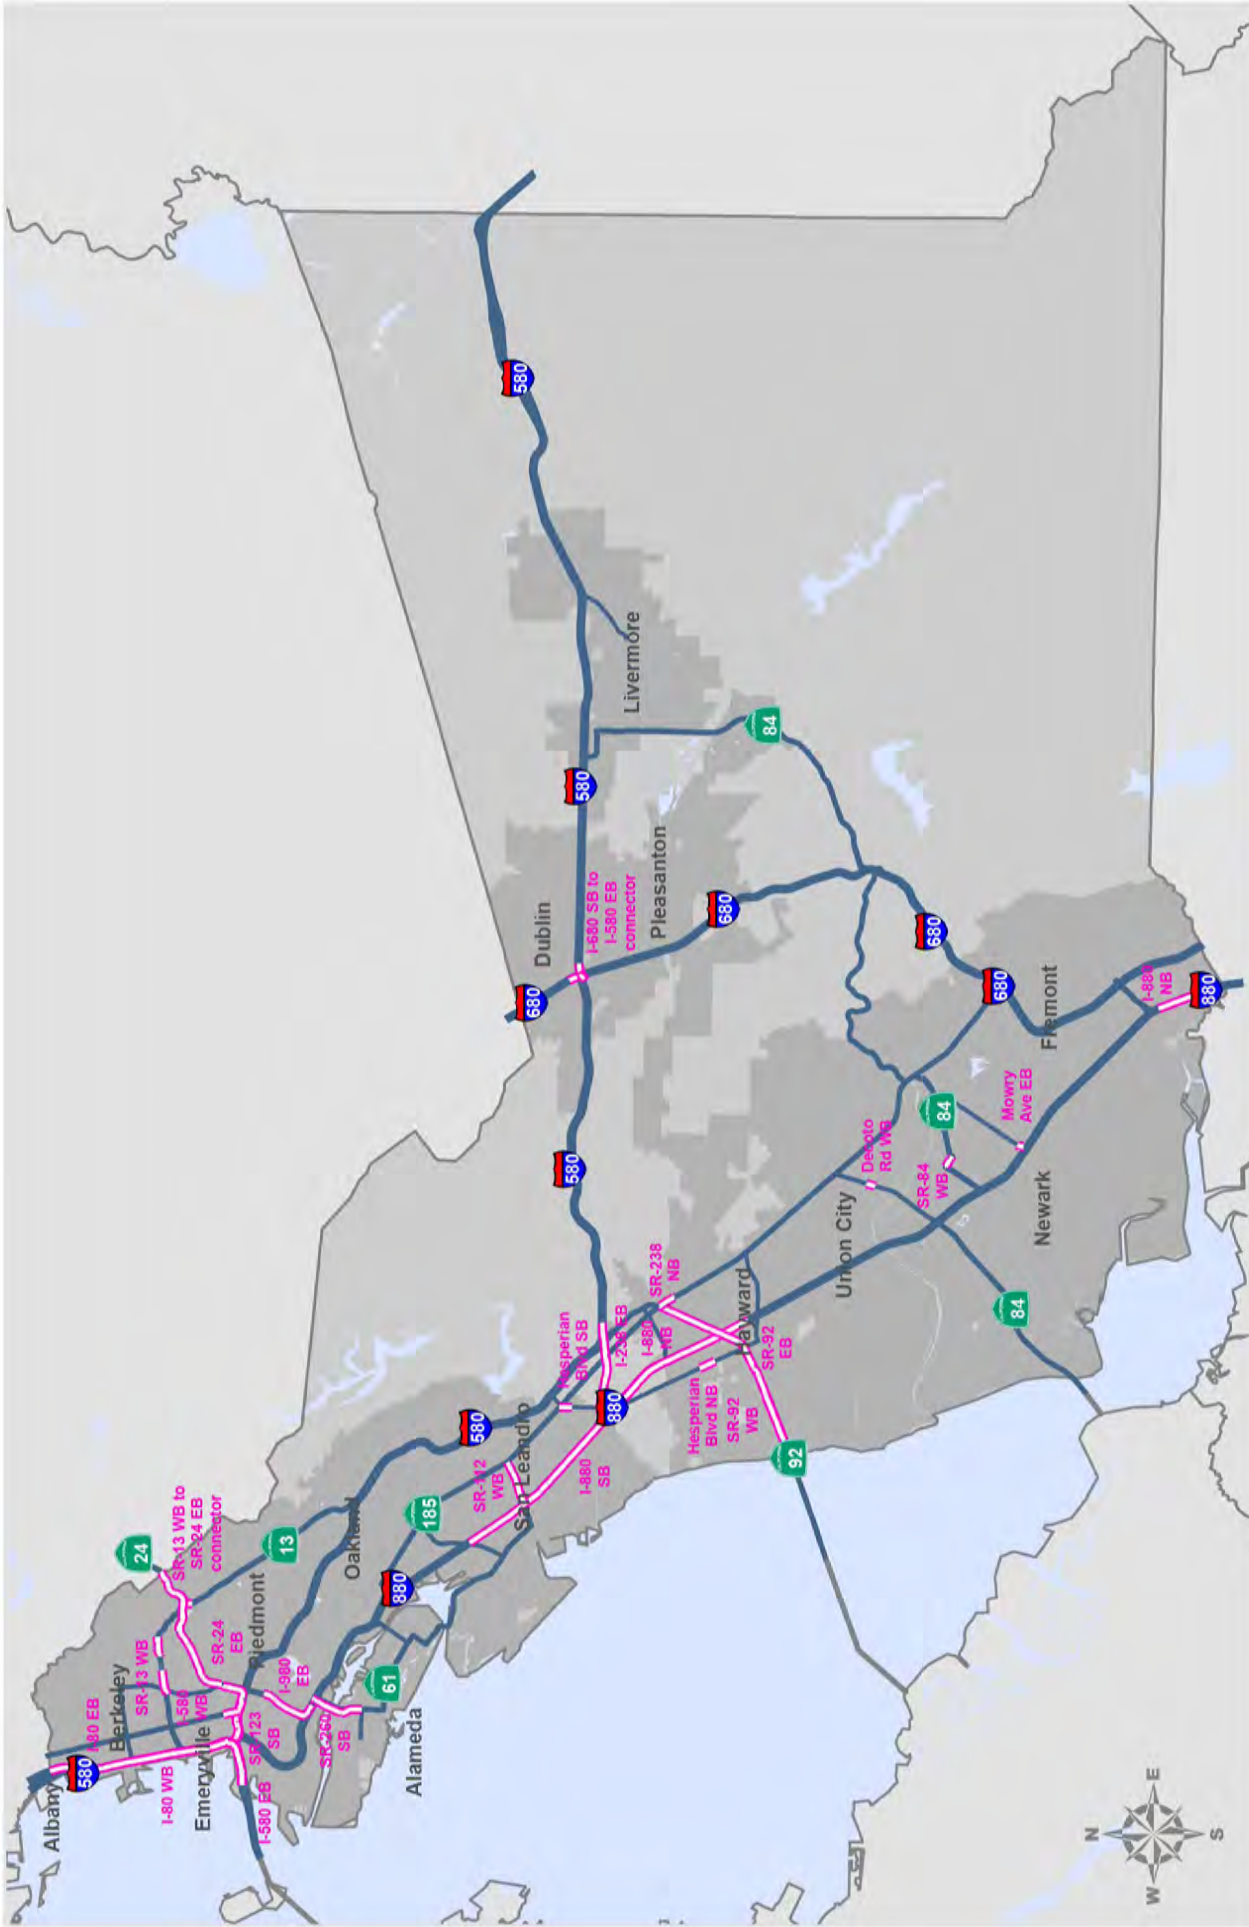 24
SR-13 WB to
SR-24 EB
connector
13
580
Albany
I-80 EB
Berkeley
SR-13 WB
SR-24
EB
Piedmont
Oakland
185
580
I-80 WB
Emeryville
I-580
WB
I-980
EB
880
SR-112
WB
San Leandro
Hesperian
Blvd SB
I-580 EB
SR-123
SB
SR-260
SB
61
Alameda
I-880
SB
880
I-238 EB
I-880
NB
SR-238
NB
580
680
Dublin
I-680 SB to
I-580 EB
connector
580
580
Pleasanton
Livermore
680
84
Hesperian
Blvd NB
SR-92
WB
Hayward
SR-92
EB
92
Union City
Decoto
Rd WB
SR-84
WB
84
680
680
Mowry
Ave EB
Newark
Fremont
84
I-880
NB
880
N
W
E
S